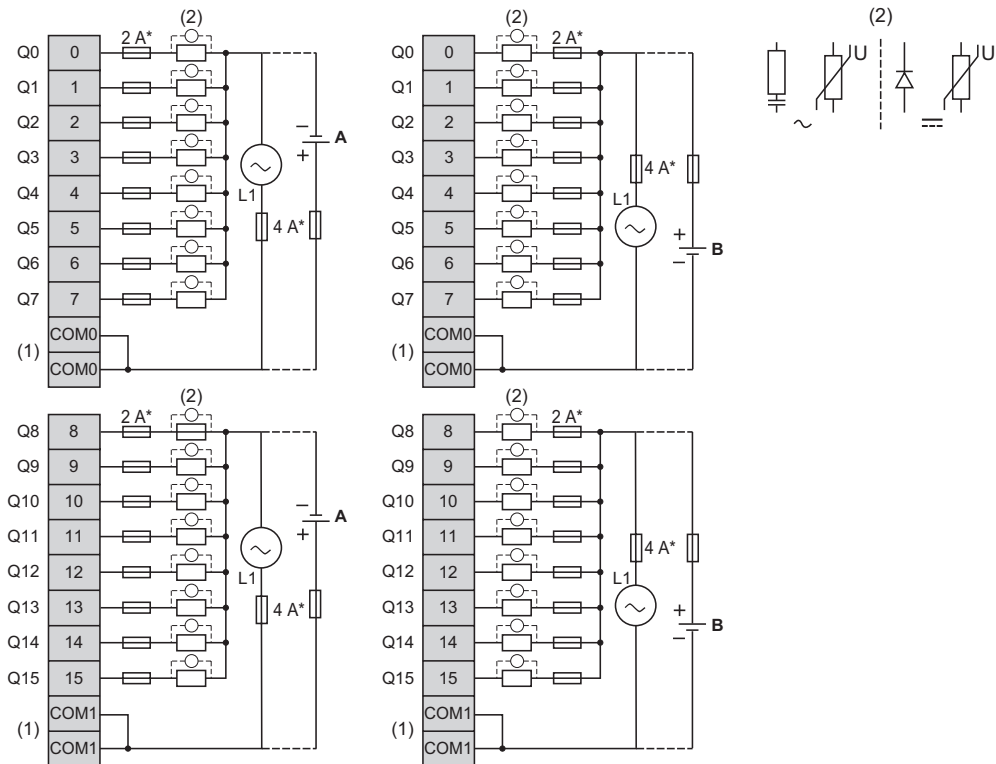 (2)
Q0 0 2 A*
Q1 1
Q2 2
Q3 3
Q4 4
Q5 5
Q6 6
Q7 7
COM0
(1)
COM0
− A
+
L1
4 A*
(2)
Q0 0 2 A*
Q1 1
Q2 2
Q3 3
Q4 4
Q5 5
Q6 6
Q7 7
COM0
(1)
COM0
4 A*
L1
+ B
−
(2)
U U
(2)
Q8 8 2 A*
Q9 9
Q10 10
Q11 11
Q12 12
Q13 13
Q14 14
Q15 15
COM1
(1)
COM1
− A
+
L1
4 A*
(2)
Q8 8 2 A*
Q9 9
Q10 10
Q11 11
Q12 12
Q13 13
Q14 14
Q15 15
COM1
(1)
COM1
4 A*
L1
+ B
−